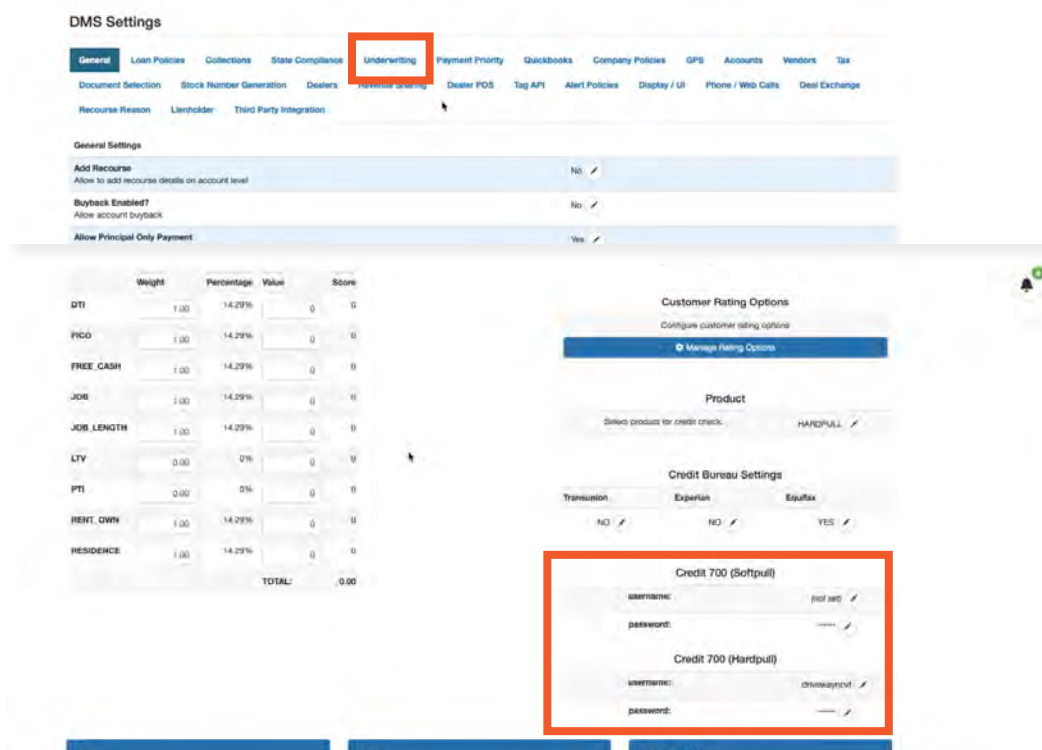 DMS Settings
General Loan Policies Collections State Compliance Underwriting Payment Priority Quickbooks Company Policies GPS Accounts Vendors Tax
Document Selection Stock Number Generation Dealers Revenue Sharing Dealer POS Tag API Alert Policies Display / UI Phone / Web Calls Deal Exchange
Recourse Reason Lienholder Third Party Integration
General Settings
Add Recourse
Allow to add recourse details on account level No
Buyback Enabled?
Allow account buyback No
Allow Principal Only Payment Yes
Weight Percentage Value Score
DTI 1.00 14.29% 0 0
FICO 1.00 14.29% 0 0
FREE_CASH 1.00 14.29% 0 0
JOB 1.00 14.29% 0 0
JOB_LENGTH 1.00 14.29% 0 0
LTV 0.00 0% 0 0
PTI 0.00 0% 0 0
RENT_OWN 1.00 14.29% 0 0
RESIDENCE 1.00 14.29% 0 0
TOTAL: 0.00
Customer Rating Options
Configure customer rating options
Manage Rating Options
Product
Select product for credit check. HARDPULL
Credit Bureau Settings
Transunion Experian Equifax
NO NO YES
Credit 700 (Softpull)
username: (not set)
password: ******
Credit 700 (Hardpull)
username:
password: ******